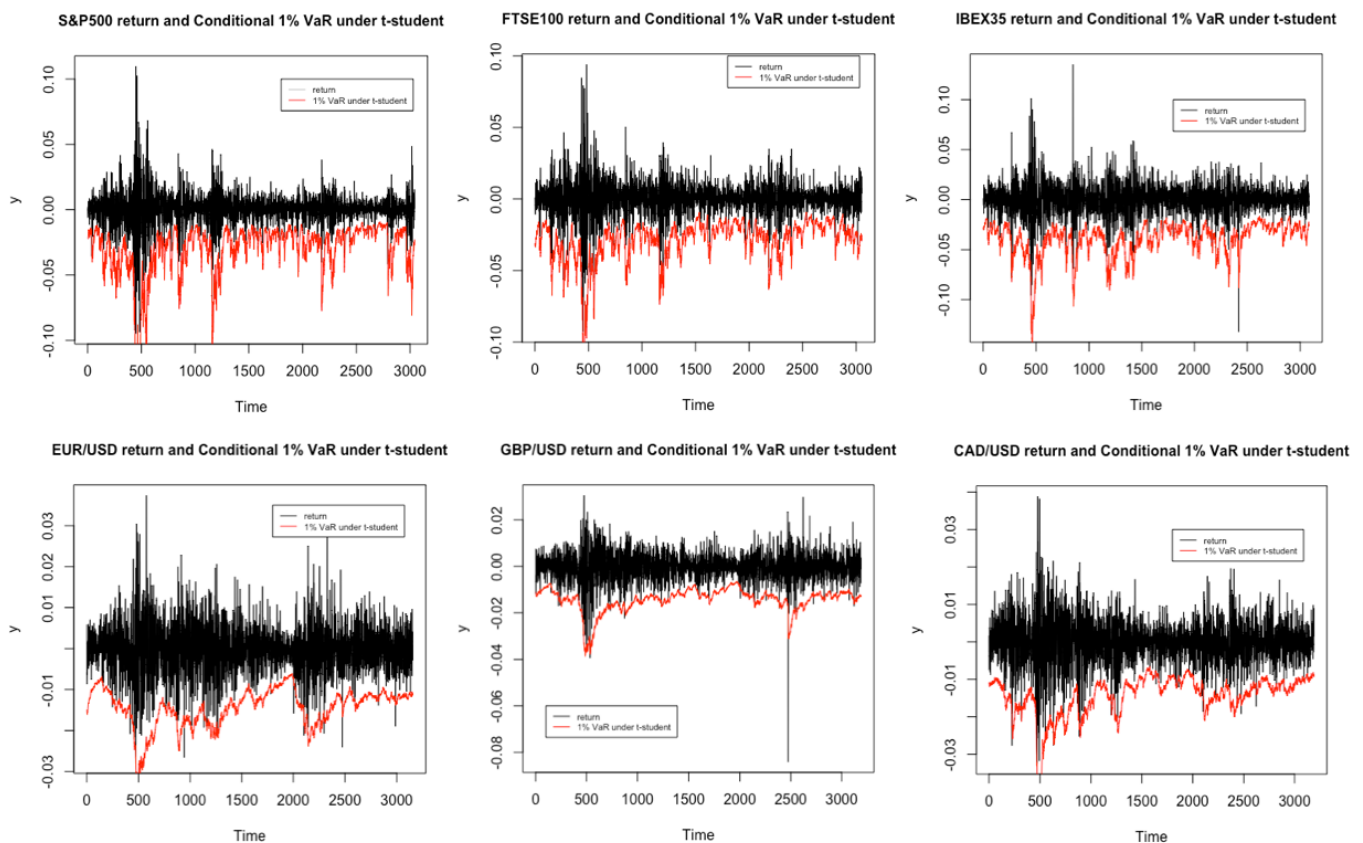 S&P500 return and Conditional 1% VaR under t-student
y
0.10
0.05
0.00
-0.05
-0.10
return
1% VaR under t-student
0 500 1000 1500 2000 2500 3000
Time
FTSE100 return and Conditional 1% VaR under t-student
y
0.10
0.05
0.00
-0.05
-0.10
return
1% VaR under t-student
0 500 1000 1500 2000 2500 3000
Time
IBEX35 return and Conditional 1% VaR under t-student
y
0.10
0.05
0.00
-0.05
-0.10
return
1% VaR under t-student
0 500 1000 1500 2000 2500 3000
Time
EUR/USD return and Conditional 1% VaR under t-student
y
0.03
0.01
-0.01
-0.03
return
1% VaR under t-student
0 500 1000 1500 2000 2500 3000
Time
GBP/USD return and Conditional 1% VaR under t-student
y
0.02
0.00
-0.02
-0.04
-0.06
-0.08
return
1% VaR under t-student
0 500 1000 1500 2000 2500 3000
Time
CAD/USD return and Conditional 1% VaR under t-student
y
0.03
0.01
-0.01
-0.03
return
1% VaR under t-student
0 500 1000 1500 2000 2500 3000
Time